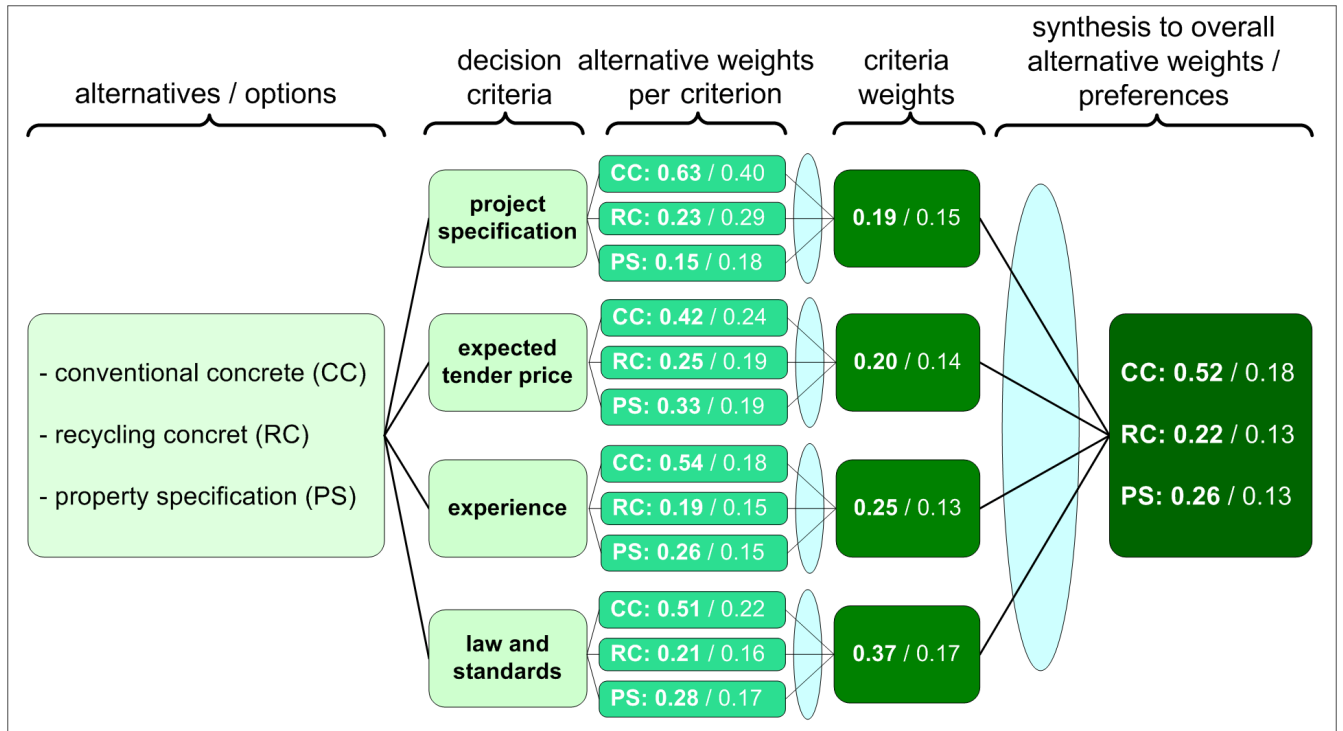 alternatives / options
decision
criteria
alternative weights
per criterion
criteria
weights
synthesis to overall
alternative weights /
preferences
- conventional concrete (CC)
- recycling concret (RC)
- property specification (PS)
project
specification
CC: 0.63 / 0.40
RC: 0.23 / 0.29
PS: 0.15 / 0.18
0.19 / 0.15
expected
tender price
CC: 0.42 / 0.24
RC: 0.25 / 0.19
PS: 0.33 / 0.19
0.20 / 0.14
experience
CC: 0.54 / 0.18
RC: 0.19 / 0.15
PS: 0.26 / 0.15
0.25 / 0.13
law and
standards
CC: 0.51 / 0.22
RC: 0.21 / 0.16
PS: 0.28 / 0.17
0.37 / 0.17
CC: 0.52 / 0.18
RC: 0.22 / 0.13
PS: 0.26 / 0.13